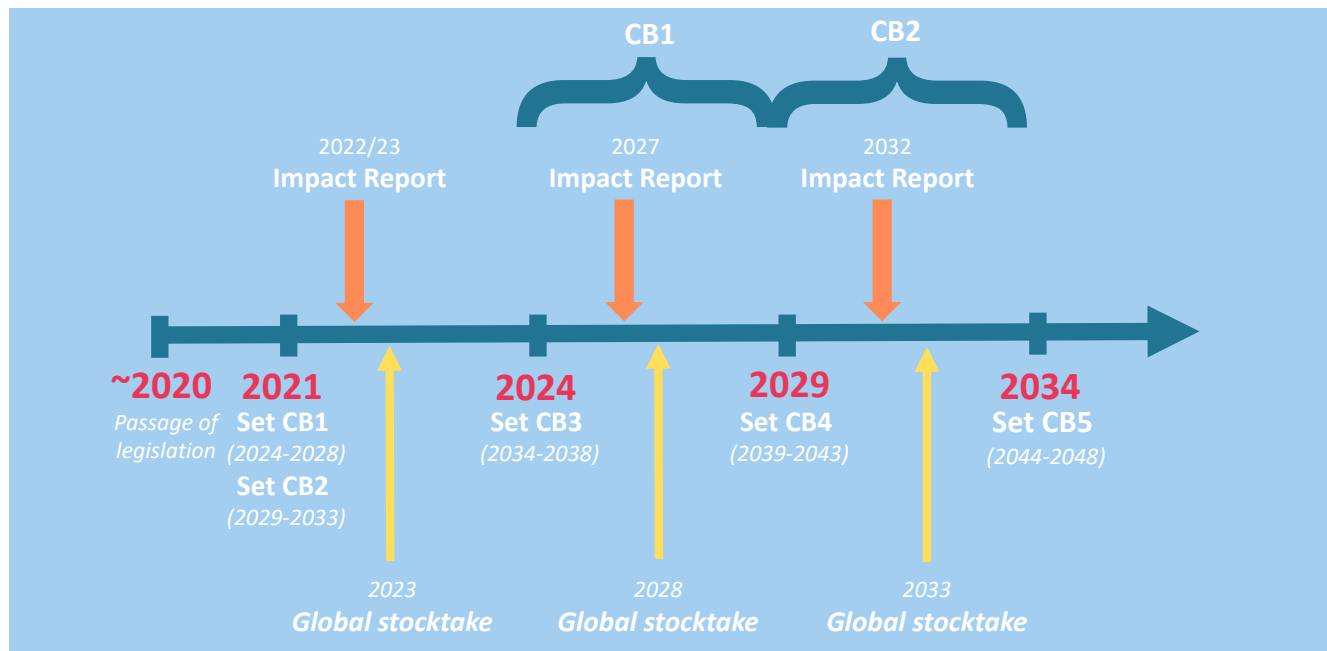 CB1
CB2
2022/23
Impact Report
2027
Impact Report
2032
Impact Report
~2020
Passage of
legislation
2021
Set CB1
(2024-2028)
Set CB2
(2029-2033)
2024
Set CB3
(2034-2038)
2029
Set CB4
(2039-2043)
2034
Set CB5
(2044-2048)
2023
Global stocktake
2028
Global stocktake
2033
Global stocktake